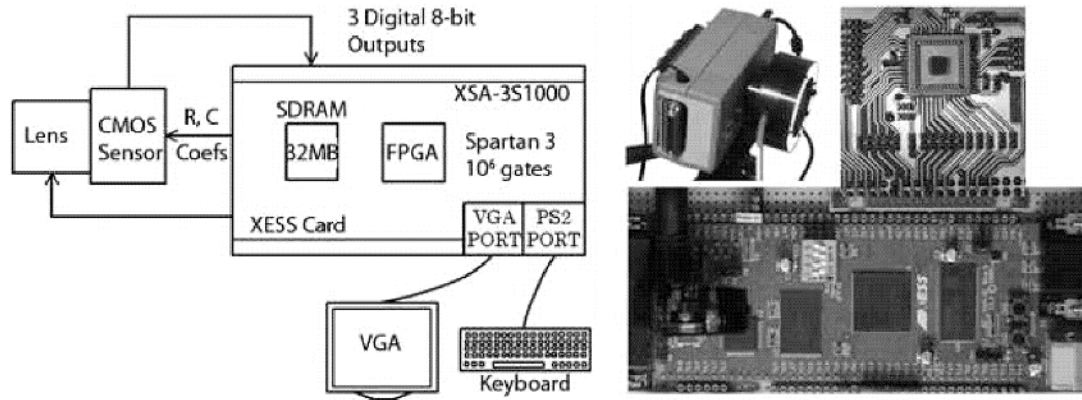 3 Digital 8-bit
Outputs
XSA-3S1000
SDRAM
32MB
FPGA
Spartan 3
10⁶ gates
Lens
CMOS
Sensor
R, C
Coefs
XESS Card
VGA
PORT
PS2
PORT
VGA
Keyboard
XESS